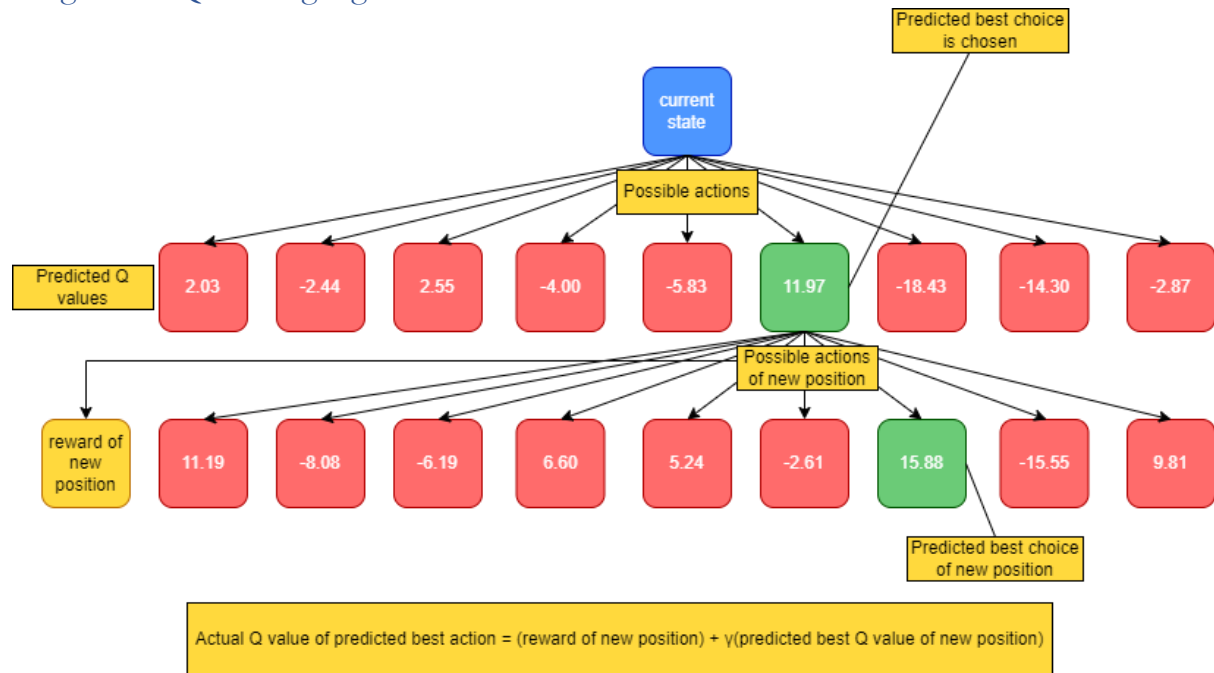 Predicted best choice
is chosen
current
state
Possible actions
Predicted Q
values
2.03
-2.44
2.55
-4.00
-5.83
11.97
-18.43
-14.30
-2.87
Possible actions
of new position
reward of
new
position
11.19
-8.08
-6.19
6.60
5.24
-2.61
15.88
-15.55
9.81
Predicted best choice
of new position
Actual Q value of predicted best action = (reward of new position) + γ(predicted best Q value of new position)